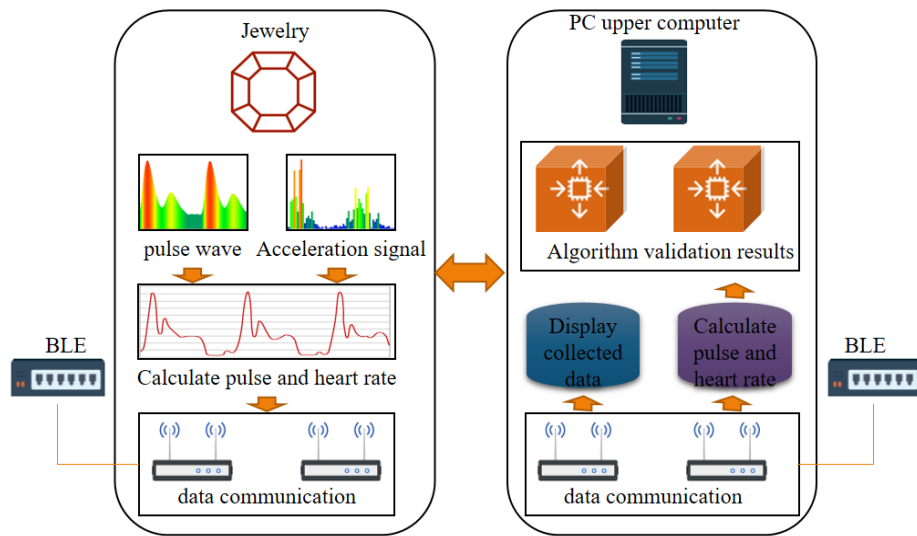 Jewelry
pulse wave
Acceleration signal
Calculate pulse and heart rate
BLE
data communication
PC upper computer
Algorithm validation results
Display
collected
data
Calculate
pulse and
heart rate
BLE
data communication